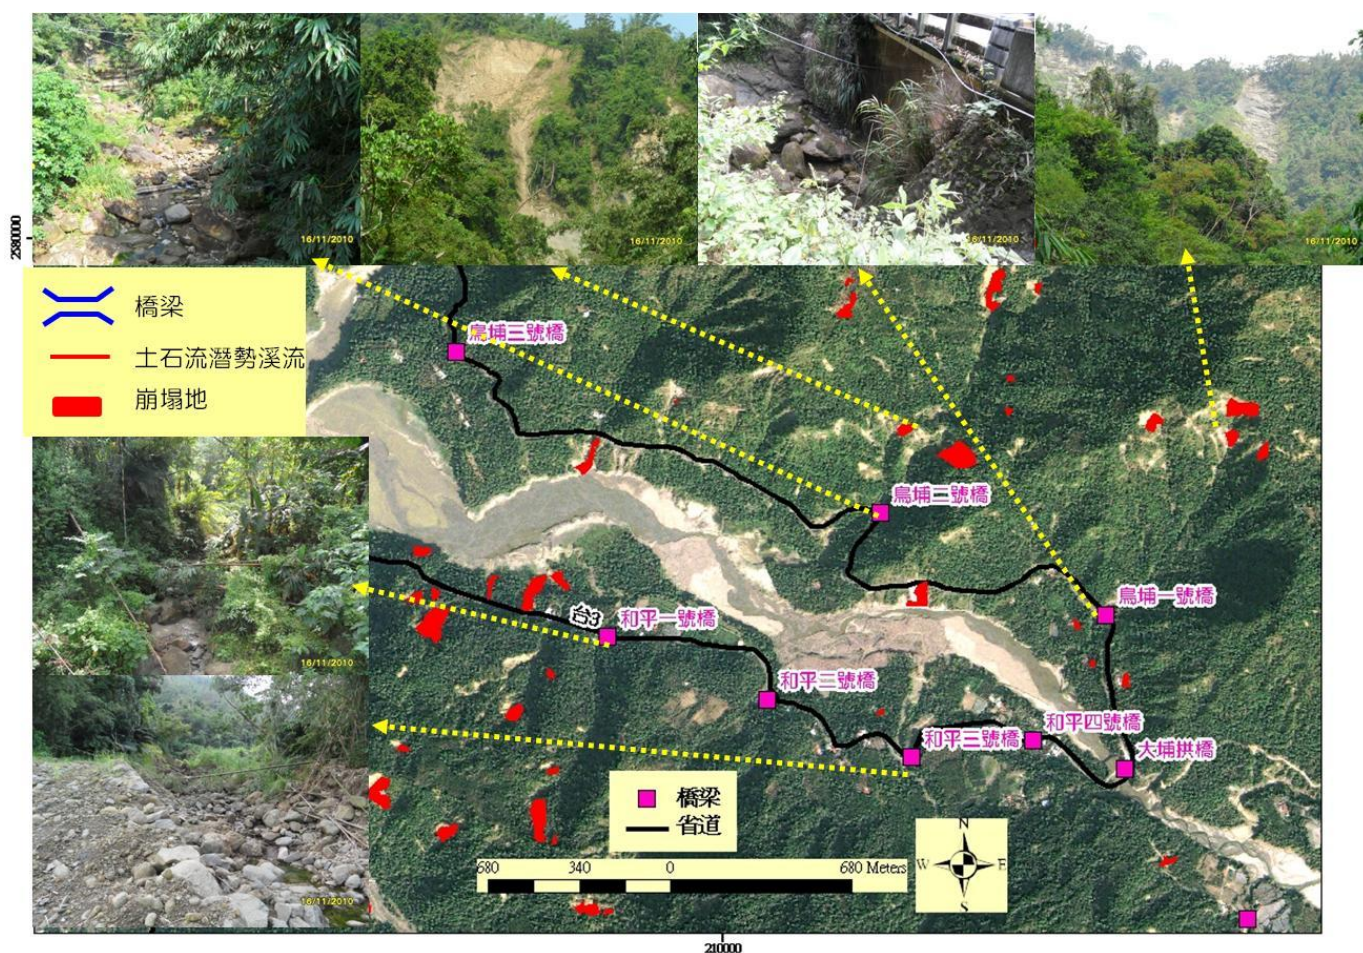 16/11/2010
16/11/2010
16/11/2010
16/11/2010
2580000
橋梁
土石流潛勢溪流
崩塌地
烏埔三號橋
烏埔二號橋
烏埔一號橋
16/11/2010
台3
和平一號橋
和平二號橋
和平三號橋
和平四號橋
大埔拱橋
橋梁
省道
680 340 0 680 Meters
N
W E
S
16/11/2010
210000